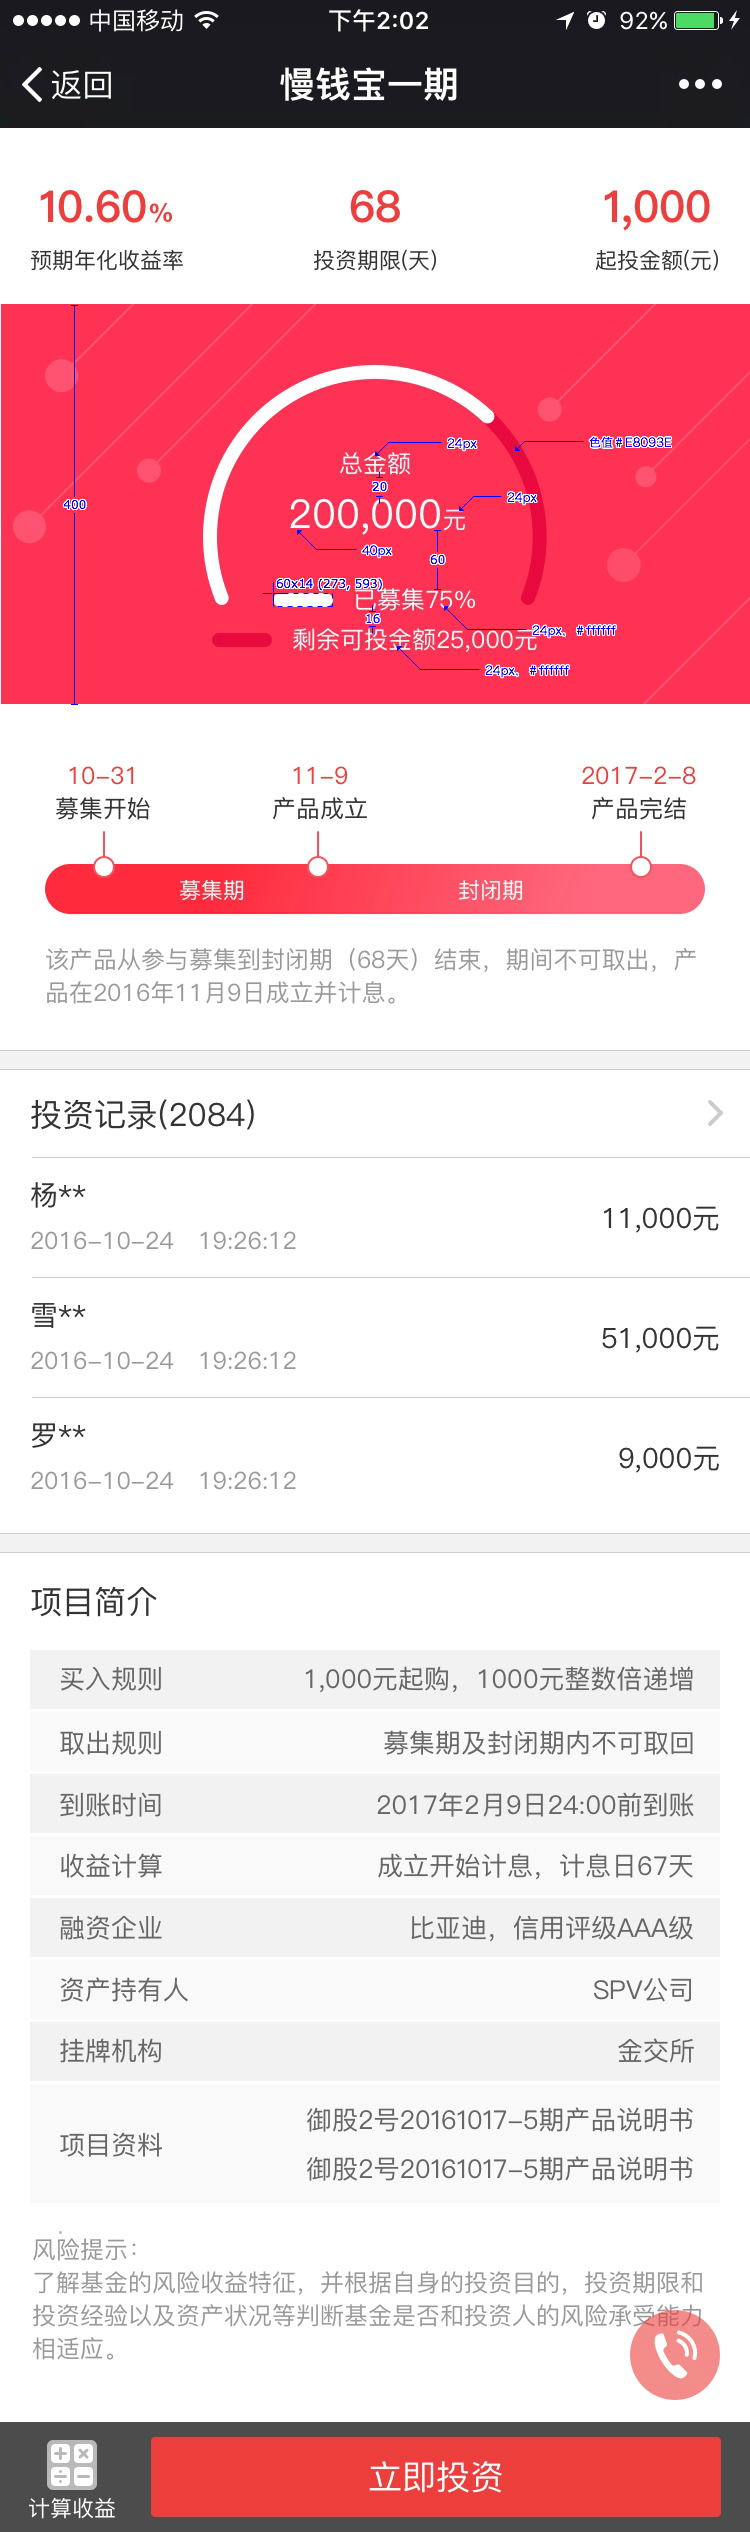 中国移动 下午2:02 92%
返回 慢钱宝一期
10.60% 68 1,000
预期年化收益率 投资期限(天) 起投金额(元)
24px 色值#E8093E
总金额
20
400
24px
200,000元
40px
60
60x14 (273, 593)
已募集75%
16
24px、#ffffff
剩余可投金额25,000元
24px、#ffffff
10-31 11-9 2017-2-8
募集开始 产品成立 产品完结
募集期 封闭期
该产品从参与募集到封闭期（68天）结束，期间不可取出，产
品在2016年11月9日成立并计息。
投资记录(2084)
杨**
11,000元
2016-10-24 19:26:12
雪**
51,000元
2016-10-24 19:26:12
罗**
9,000元
2016-10-24 19:26:12
项目简介
买入规则 1,000元起购，1000元整数倍递增
取出规则 募集期及封闭期内不可取回
到账时间 2017年2月9日24:00前到账
收益计算 成立开始计息，计息日67天
融资企业 比亚迪，信用评级AAA级
资产持有人 SPV公司
挂牌机构 金交所
项目资料 御股2号20161017-5期产品说明书
御股2号20161017-5期产品说明书
风险提示：
了解基金的风险收益特征，并根据自身的投资目的，投资期限和
投资经验以及资产状况等判断基金是否和投资人的风险承受能力
相适应。
计算收益 立即投资